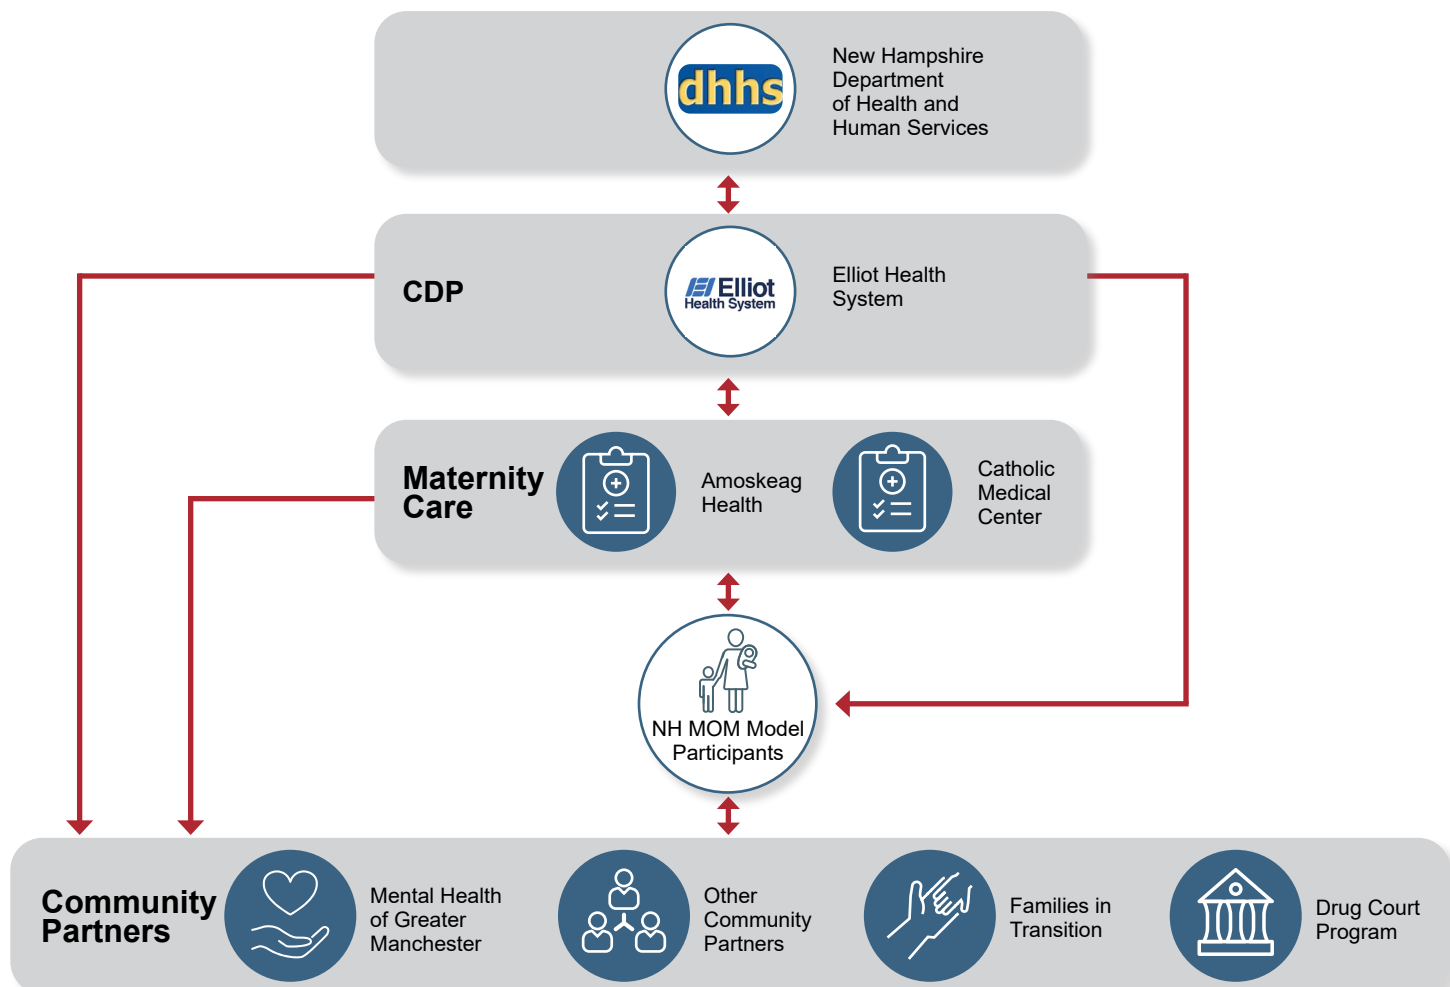 dhhs
New Hampshire
Department
of Health and
Human Services
CDP
Elliot
Health System
Elliot Health
System
Maternity
Care
Amoskeag
Health
Catholic
Medical
Center
NH MOM Model
Participants
Community
Partners
Mental Health
of Greater
Manchester
Other
Community
Partners
Families in
Transition
Drug Court
Program